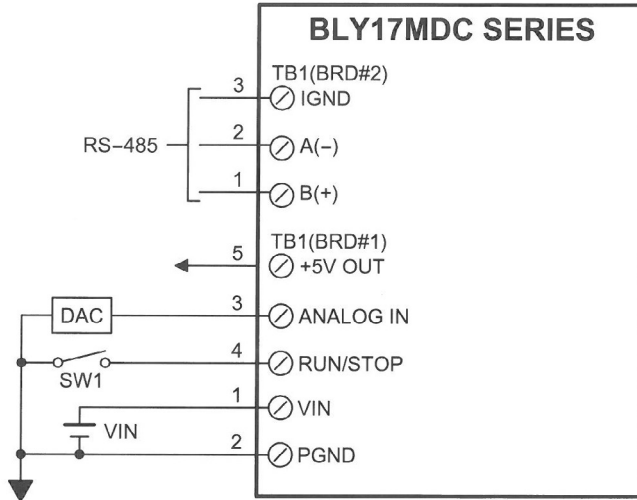 BLY17MDC SERIES
TB1(BRD#2)
3 IGND
RS-485
2 A(-)
1 B(+)
TB1(BRD#1)
5 +5V OUT
DAC 3 ANALOG IN
4 RUN/STOP
SW1
1 VIN
VIN
2 PGND